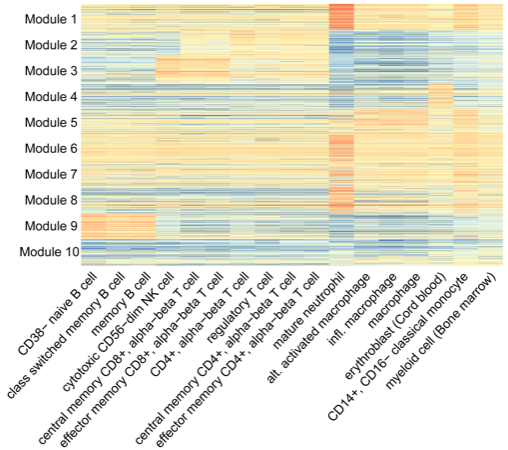 Module 1
Module 2
Module 3
Module 4
Module 5
Module 6
Module 7
Module 8
Module 9
Module 10
CD38− naive B cell
class switched memory B cell
memory B cell
cytotoxic CD56−dim NK cell
central memory CD8+, alpha−beta T cell
effector memory CD8+, alpha−beta T cell
CD4+, alpha−beta T cell
regulatory T cell
central memory CD4+, alpha−beta T cell
effector memory CD4+, alpha−beta T cell
mature neutrophil
alt. activated macrophage
infl. macrophage
macrophage
erythroblast (Cord blood)
CD14+, CD16− classical monocyte
myeloid cell (Bone marrow)